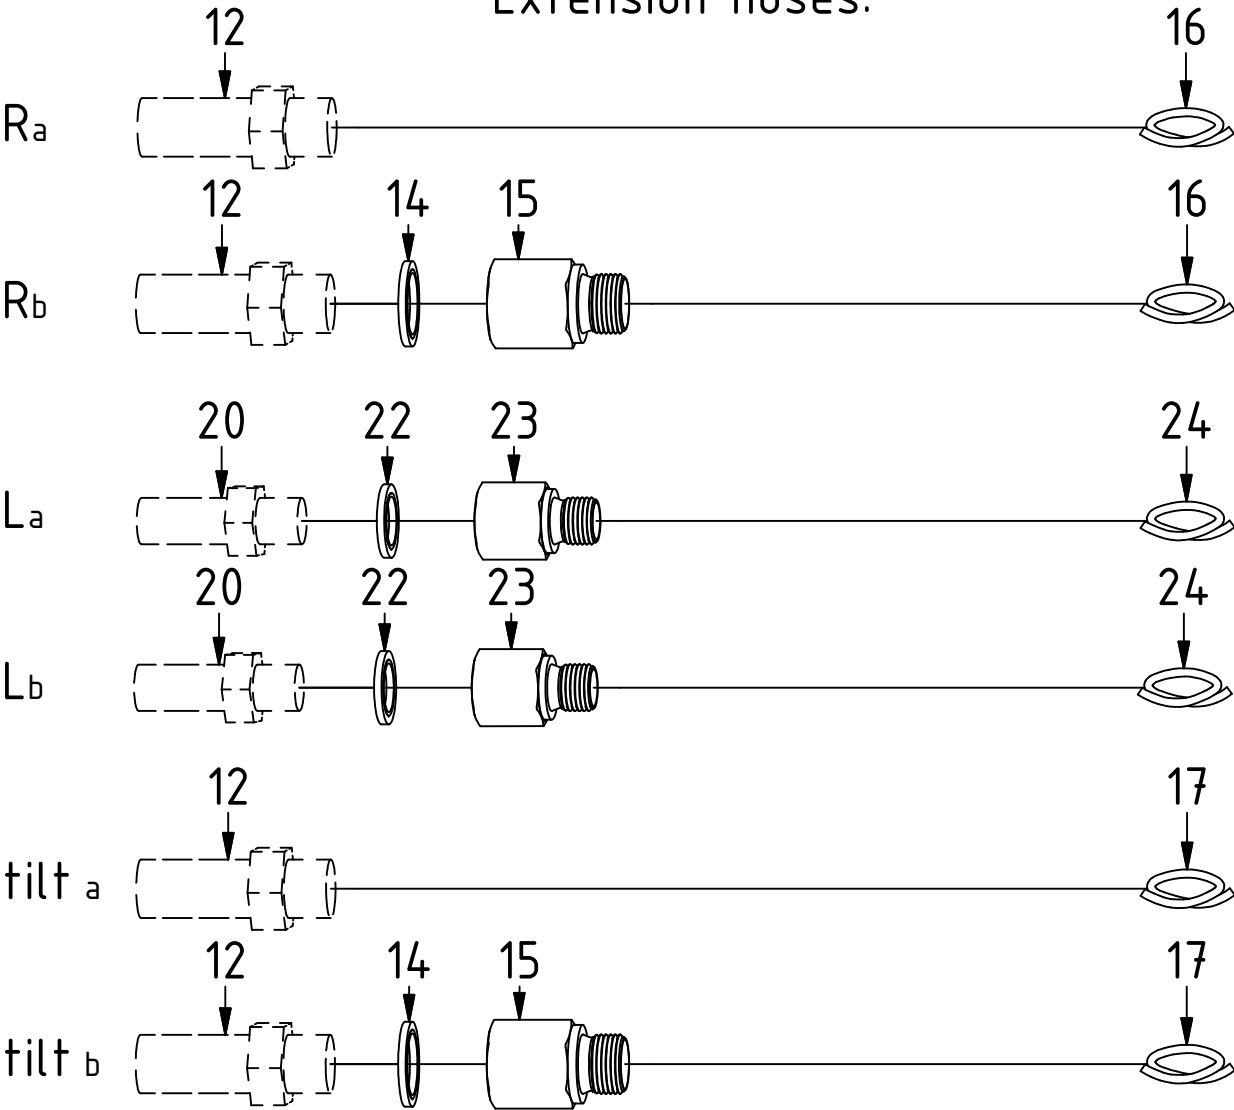 Extension hoses:
12 16
Ra
12 14 15 16
Rb
20 22 23 24
La
20 22 23 24
Lb
12 17
tilt a
12 14 15 17
tilt b